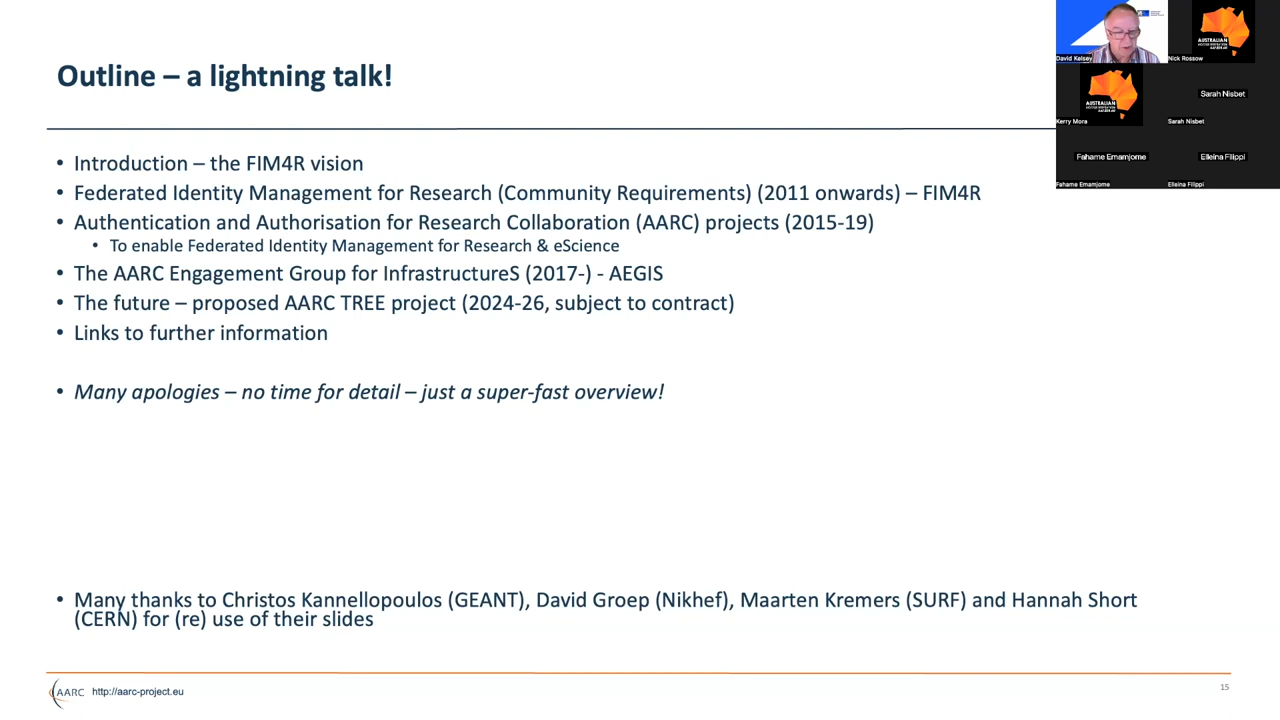 Outline – a lightning talk!
• Introduction – the FIM4R vision
• Federated Identity Management for Research (Community Requirements) (2011 onwards) – FIM4R
• Authentication and Authorisation for Research Collaboration (AARC) projects (2015-19)
• To enable Federated Identity Management for Research & eScience
• The AARC Engagement Group for InfrastructureS (2017-) - AEGIS
• The future – proposed AARC TREE project (2024-26, subject to contract)
• Links to further information
• Many apologies – no time for detail – just a super-fast overview!
• Many thanks to Christos Kannellopoulos (GEANT), David Groep (Nikhef), Maarten Kremers (SURF) and Hannah Short
(CERN) for (re) use of their slides
AARC http://aarc-project.eu
15
David Kelsey
AUSTRALIAN
Nick Rossow
AUSTRALIAN
Kerry Mora
Sarah Nisbet
Sarah Nisbet
Fahame Emamjome
Fahame Emamjome
Elleina Filippi
Elleina Filippi